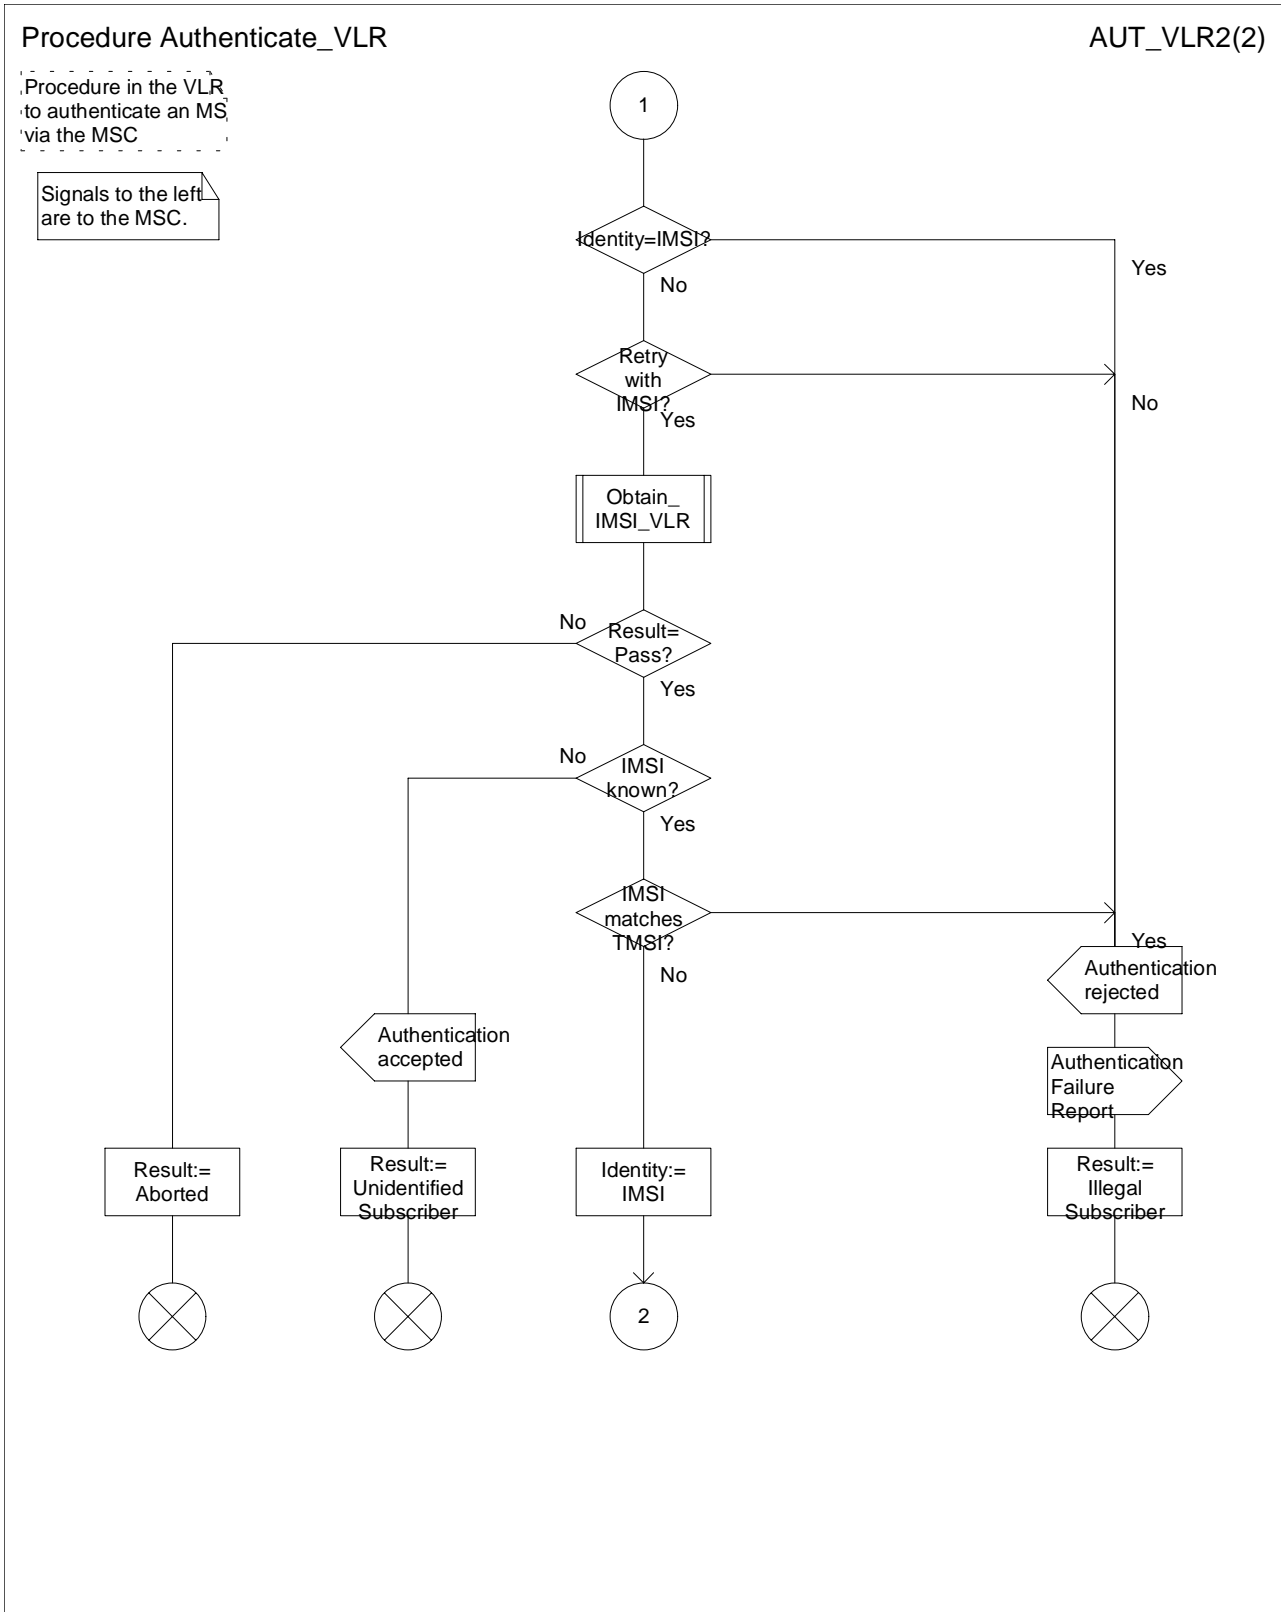 Procedure Authenticate_VLR
AUT_VLR2(2)
Procedure in the VLR
to authenticate an MS
via the MSC
Signals to the left
are to the MSC.
1
Identity=IMSI?
Yes
No
Retry
with
IMSI?
No
Yes
Obtain_
IMSI_VLR
No
Result=
Pass?
Yes
No
IMSI
known?
Yes
IMSI
matches
TMSI?
Yes
No
Authentication
rejected
Authentication
accepted
Authentication
Failure
Report
Result:=
Aborted
Result:=
Unidentified
Subscriber
Identity:=
IMSI
Result:=
Illegal
Subscriber
2